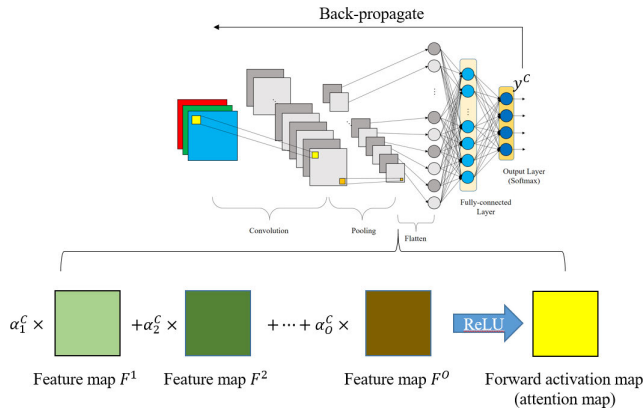 Back-propagate
y^C
Output Layer
(Softmax)
Fully-connected
Layer
Convolution
Pooling
Flatten
α_1^C × +α_2^C × + ⋯ + α_O^C × ReLU
Feature map F^1
Feature map F^2
Feature map F^O
Forward activation map
(attention map)